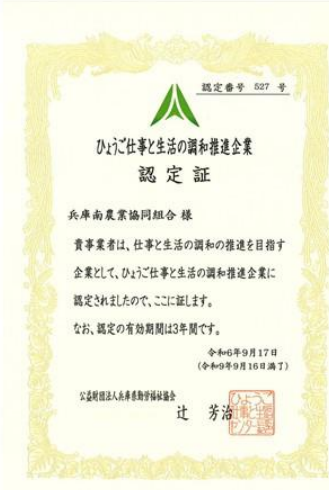 認定番号 527 号
ひょうご仕事と生活の調和推進企業
認定証
兵庫南農業協同組合 様
貴事業者は、仕事と生活の調和の推進を目指す
企業として、ひょうご仕事と生活の調和推進企業に
認定されましたので、ここに証します。
なお、認定の有効期間は3年間です。
令和6年9月17日
(令和9年9月16日満了)
公益財団法人兵庫県勤労福祉協会
辻 芳治